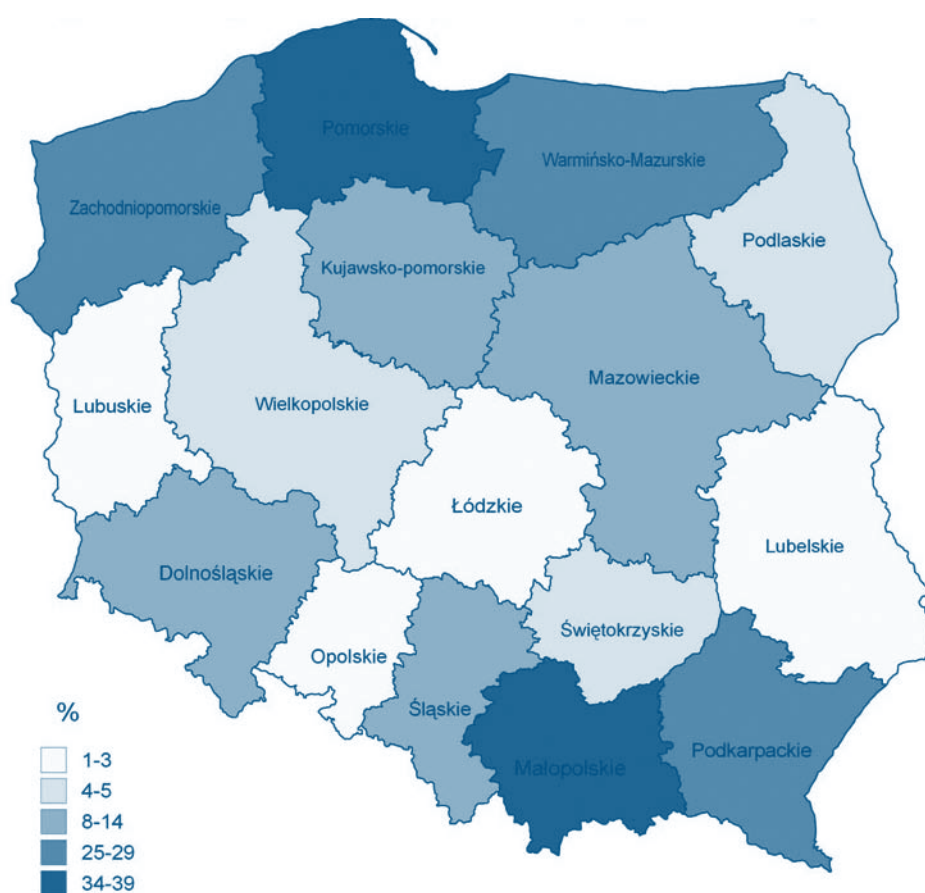 Pomorskie
Warmińsko-Mazurskie
Zachodniopomorskie
Podlaskie
Kujawsko-pomorskie
Mazowieckie
Lubuskie
Wielkopolskie
Łódzkie
Lubelskie
Dolnośląskie
Świętokrzyskie
Opolskie
Śląskie
Podkarpackie
Małopolskie
%
1-3
4-5
8-14
25-29
34-39